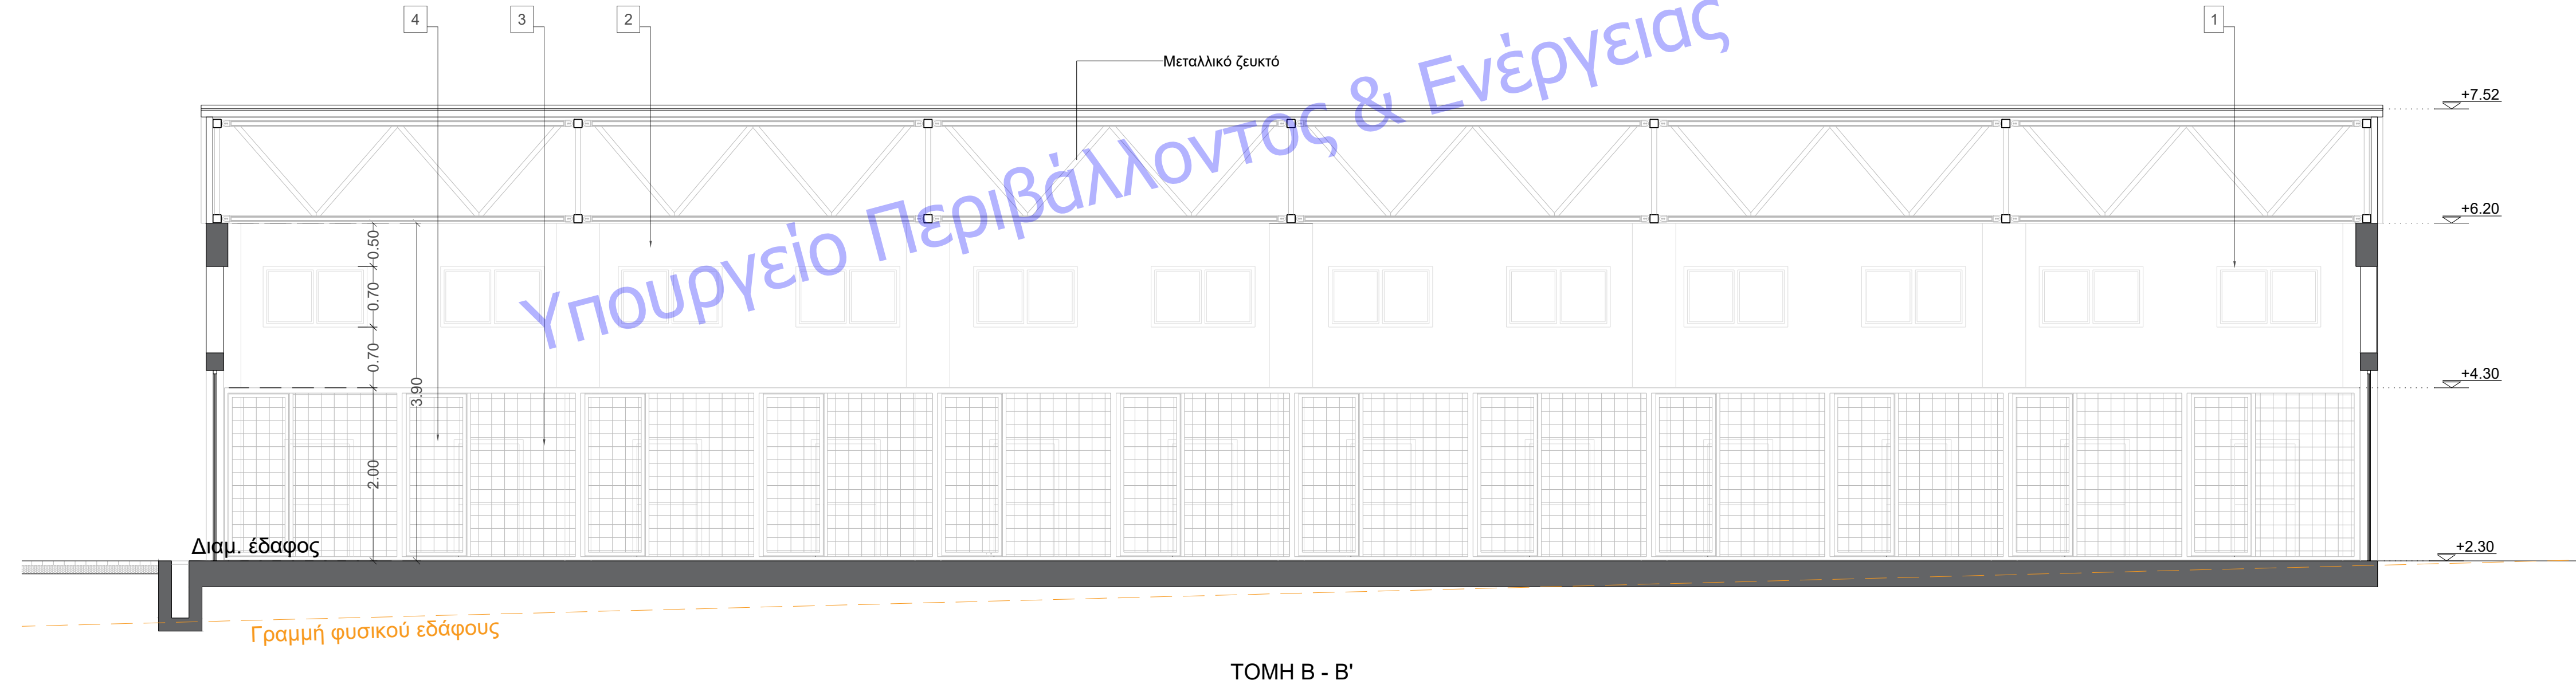 4
3
2
1
Μεταλλικό ζευκτό
Υπουργείο Περιβάλλοντος & Ενέργειας
+7.52
+6.20
0.50
0.70
0.70
3.90
2.00
+4.30
+2.30
Διαμ. έδαφος
Γραμμή φυσικού εδάφους
ΤΟΜΗ Β - Β'